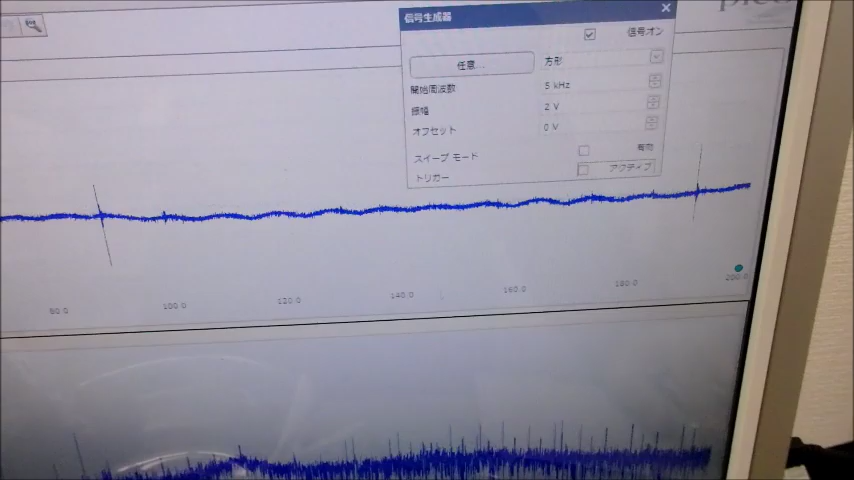 信号生成器
信号オン
任意...
方形
開始周波数
5 kHz
振幅
2 V
オフセット
0 V
スイープ モード
有効
トリガー
アクティブ
80.0
100.0
120.0
140.0
160.0
180.0
200.0
pico